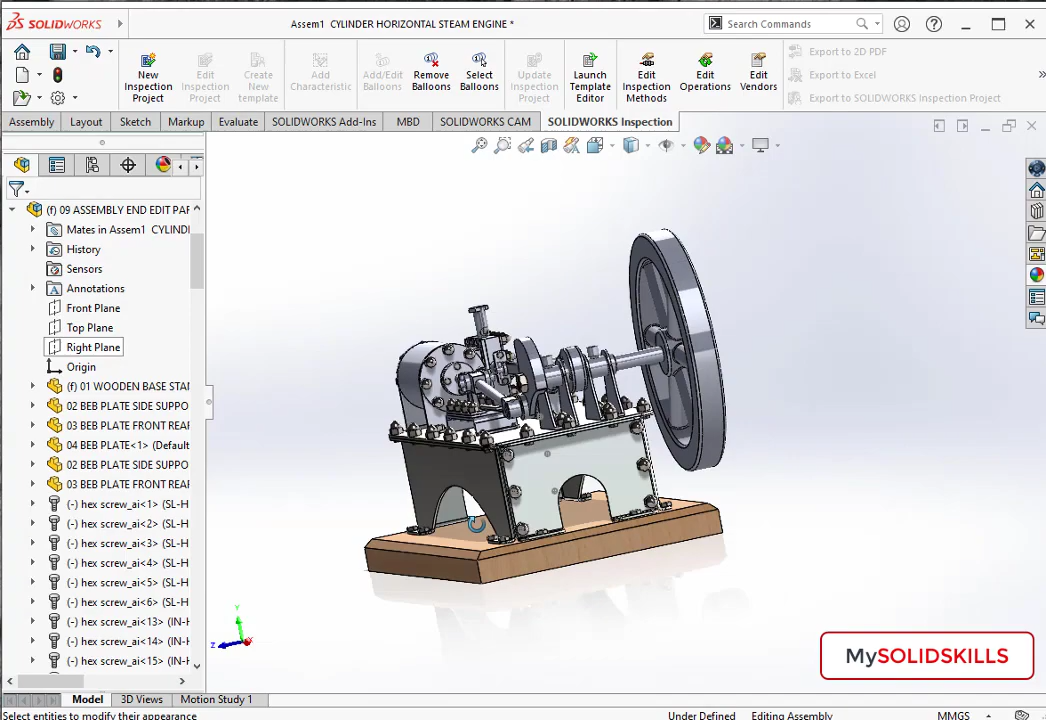 SOLIDWORKS
Assem1 CYLINDER HORIZONTAL STEAM ENGINE *
Search Commands
New Inspection Project
Edit Inspection Project
Create New template
Add Characteristic
Add/Edit Balloons
Remove Balloons
Select Balloons
Update Inspection Project
Launch Template Editor
Edit Inspection Methods
Edit Operations
Edit Vendors
Export to 2D PDF
Export to Excel
Export to SOLIDWORKS Inspection Project
Assembly
Layout
Sketch
Markup
Evaluate
SOLIDWORKS Add-Ins
MBD
SOLIDWORKS CAM
SOLIDWORKS Inspection
(f) 09 ASSEMBLY END EDIT PAR
Mates in Assem1 CYLIND
History
Sensors
Annotations
Front Plane
Top Plane
Right Plane
Origin
(f) 01 WOODEN BASE STAN
02 BEB PLATE SIDE SUPPO
03 BEB PLATE FRONT REAR
04 BEB PLATE<1> (Default
02 BEB PLATE SIDE SUPPO
03 BEB PLATE FRONT REAR
(-) hex screw_ai<1> (SL-H
(-) hex screw_ai<2> (SL-H
(-) hex screw_ai<3> (SL-H
(-) hex screw_ai<4> (SL-H
(-) hex screw_ai<5> (SL-H
(-) hex screw_ai<6> (SL-H
(-) hex screw_ai<13> (IN-H
(-) hex screw_ai<14> (IN-H
(-) hex screw_ai<15> (IN-H
Y
Z
X
MySOLIDSKILLS
Model
3D Views
Motion Study 1
Select entities to modify their appearance
Under Defined
Editing Assembly
MMGS